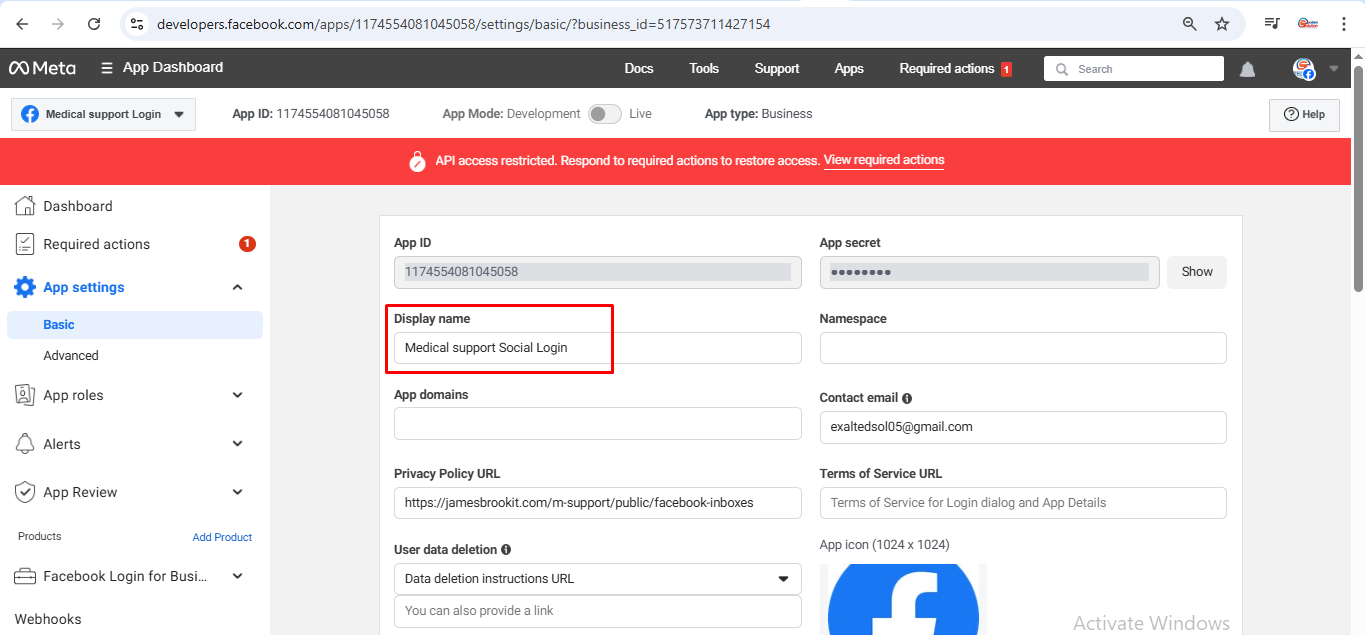 developers.facebook.com/apps/1174554081045058/settings/basic/?business_id=517573711427154
Meta
App Dashboard
Docs
Tools
Support
Apps
Required actions 1
Search
Medical support Login
App ID: 1174554081045058
App Mode: Development
Live
App type: Business
Help
API access restricted. Respond to required actions to restore access. View required actions
Dashboard
Required actions
1
App settings
Basic
Advanced
App roles
Alerts
App Review
Products
Add Product
Facebook Login for Busi...
Webhooks
App ID
1174554081045058
App secret
●●●●●●●●
Show
Display name
Medical support Social Login
Namespace
App domains
Contact email
exaltedsol05@gmail.com
Privacy Policy URL
https://jamesbrookit.com/m-support/public/facebook-inboxes
Terms of Service URL
Terms of Service for Login dialog and App Details
User data deletion
Data deletion instructions URL
You can also provide a link
App icon (1024 x 1024)
Activate Windows